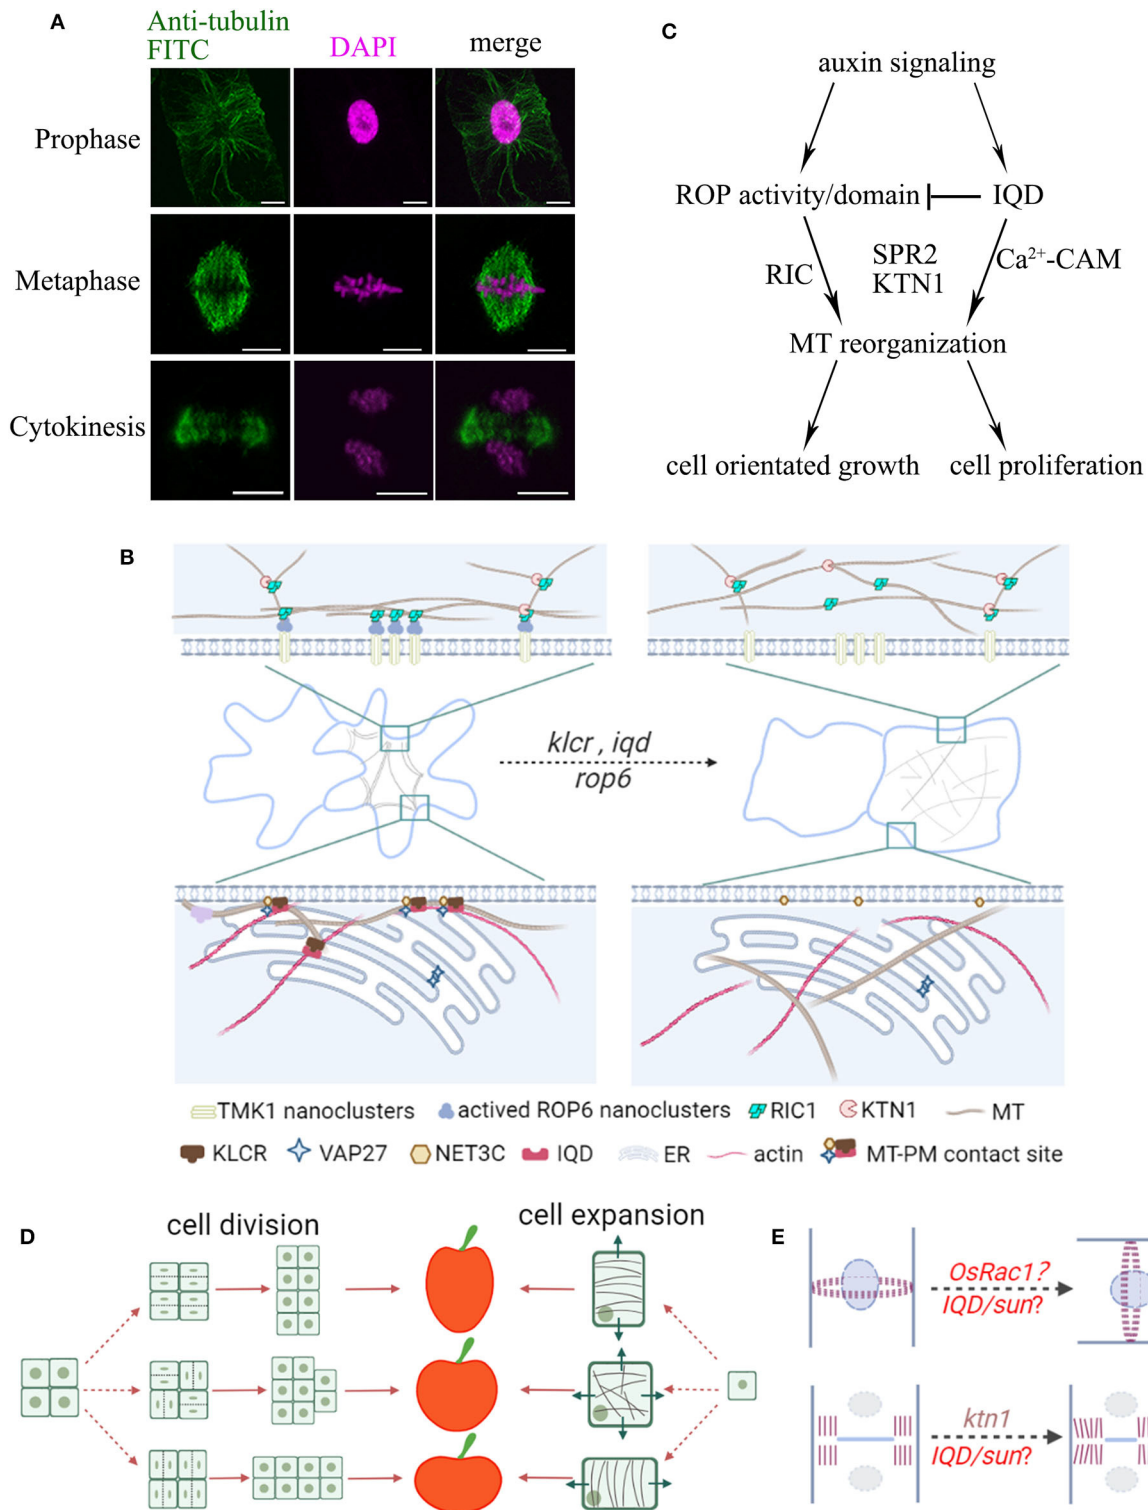 A
Anti-tubulin
FITC
DAPI
merge
Prophase
Metaphase
Cytokinesis
C
auxin signaling
ROP activity/domain
IQD
RIC
SPR2
KTN1
Ca²⁺-CAM
MT reorganization
cell orientated growth
cell proliferation
B
klcr , iqd
rop6
TMK1 nanoclusters
actived ROP6 nanoclusters
RIC1
KTN1
MT
KLCR
VAP27
NET3C
IQD
ER
actin
MT-PM contact site
D
cell division
cell expansion
E
OsRac1?
IQD/sun?
ktn1
IQD/sun?